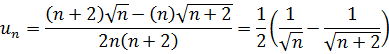 u_n = \frac{(n+2)\sqrt{n} - (n)\sqrt{n+2}}{2n(n+2)} = \frac{1}{2}\left(\frac{1}{\sqrt{n}} - \frac{1}{\sqrt{n+2}}\right)